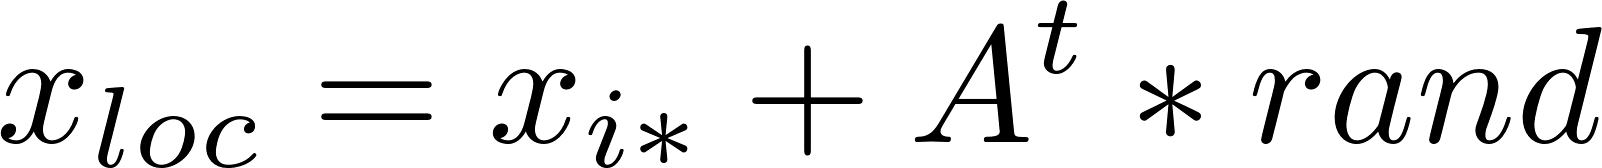 x_{loc} = x_{i*} + A^t * rand